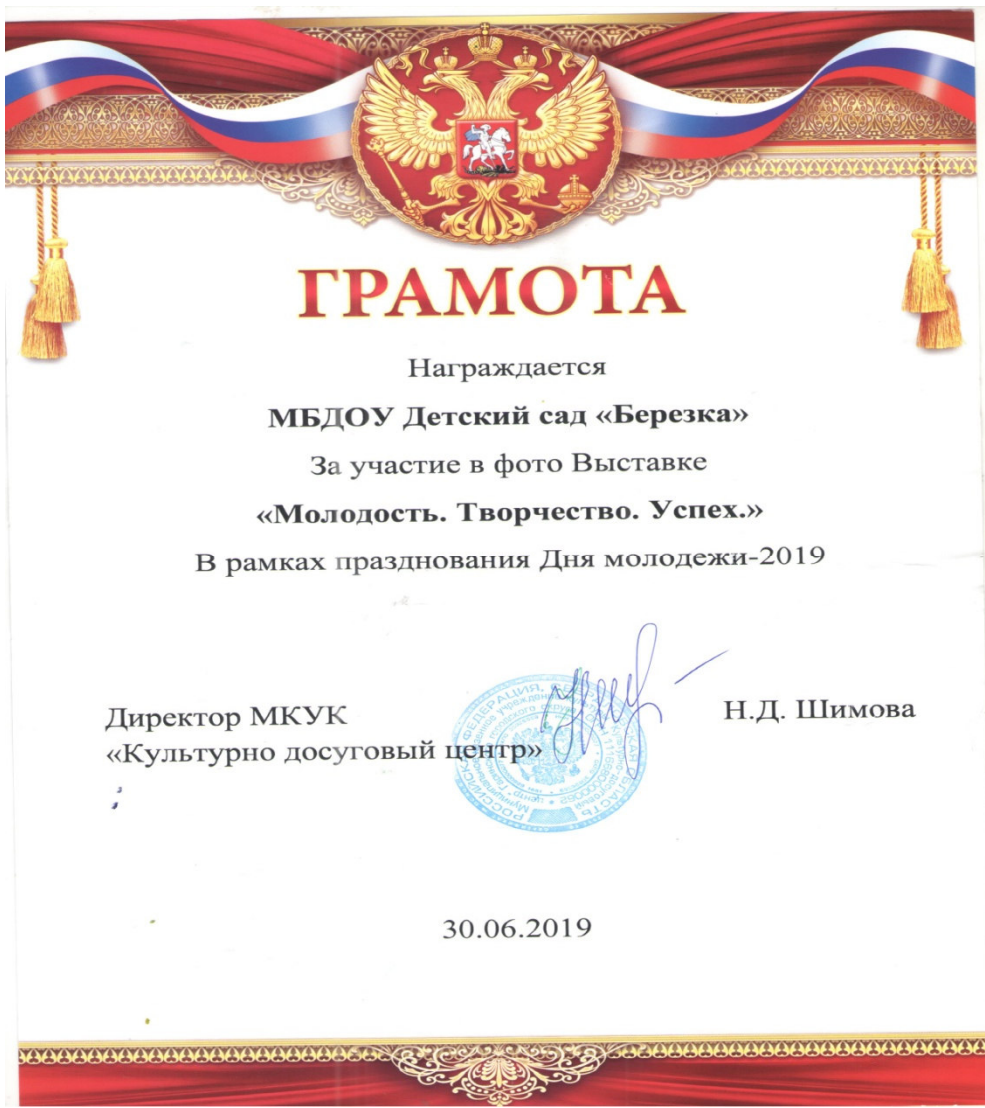 ГРАМОТА
Награждается
МБДОУ Детский сад «Березка»
За участие в фото Выставке
«Молодость. Творчество. Успех.»
В рамках празднования Дня молодежи-2019
Директор МКУК
«Культурно досуговый центр»
Н.Д. Шимова
30.06.2019